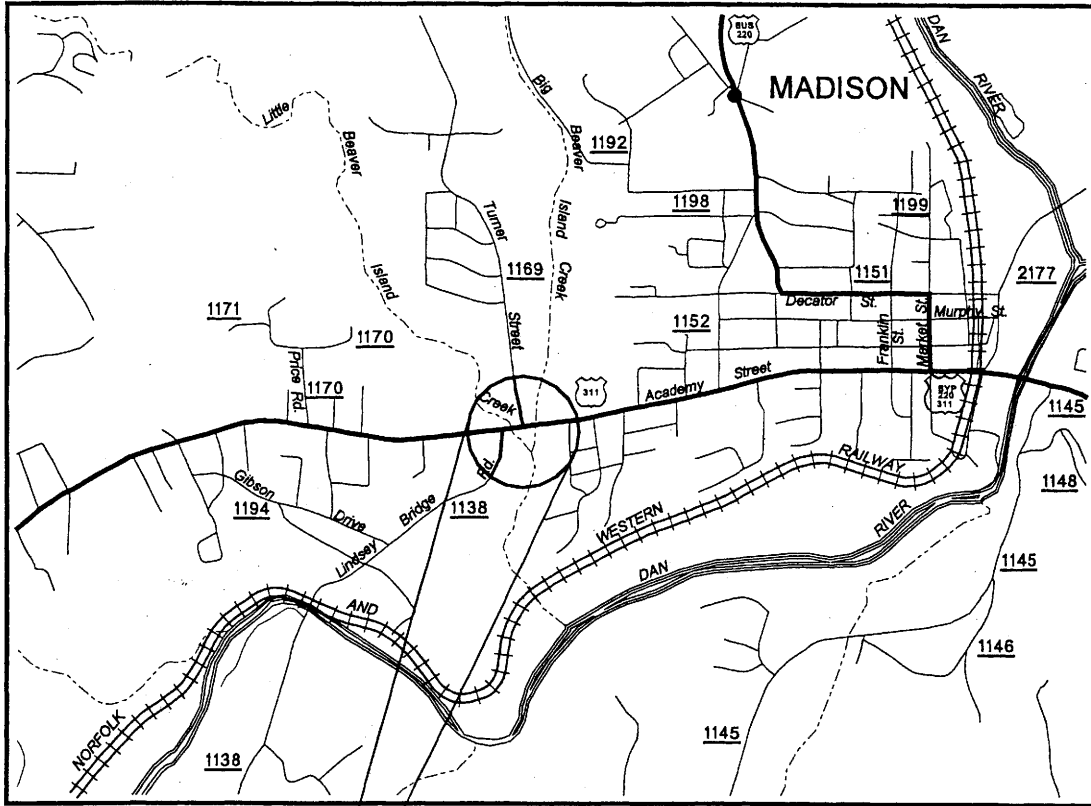 BUS
220
MADISON
DAN
RIVER
Little
Beaver
Island
Creek
Big
Beaver
Island
Creek
1192
1198
1199
Turner
Street
1169
1151
2177
Decator St.
Murphy St.
Market St.
Franklin St.
1171
1170
1152
Price Rd.
1170
311
Academy Street
BYP
220
311
1145
1148
Gibson Drive
1194
Lindsey Bridge Rd.
1138
RAILWAY
WESTERN
DAN
RIVER
1145
AND
1146
NORFOLK
1138
1145